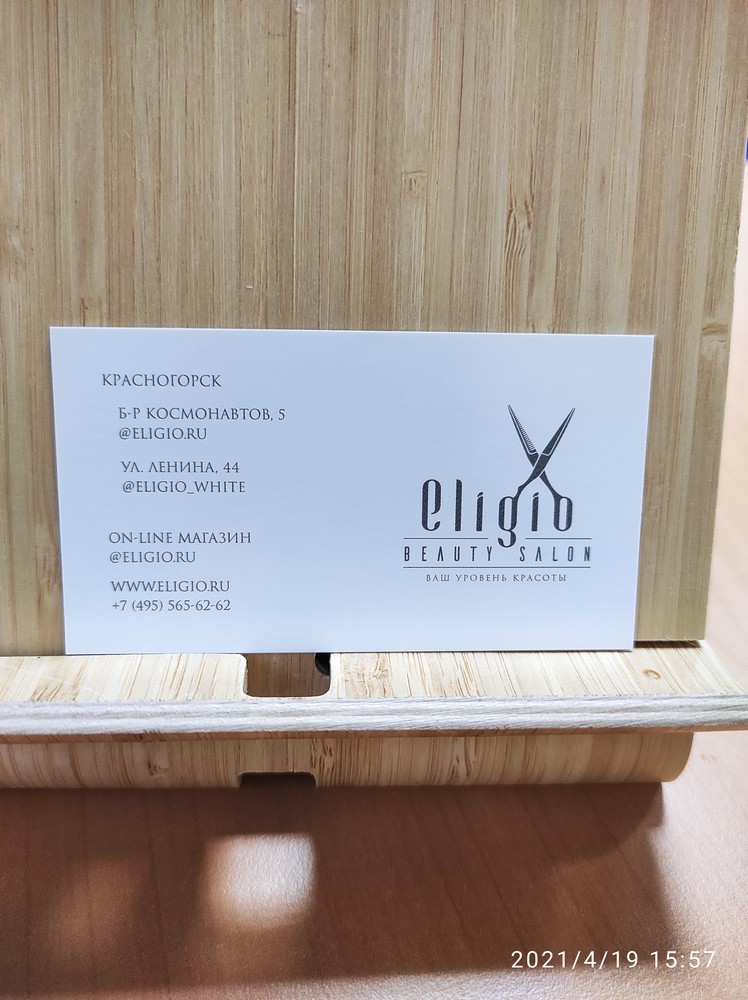 КРАСНОГОРСК
Б-Р КОСМОНАВТОВ, 5
@ELIGIO.RU
УЛ. ЛЕНИНА, 44
@ELIGIO_WHITE
ON-LINE МАГАЗИН
@ELIGIO.RU
WWW.ELIGIO.RU
+7 (495) 565-62-62
eligio
BEAUTY SALON
ВАШ УРОВЕНЬ КРАСОТЫ
2021/4/19 15:57